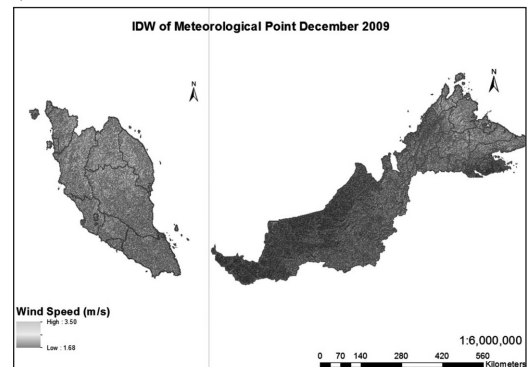 IDW of Meteorological Point December 2009
N
N
Wind Speed (m/s)
High : 3.50
Low : 1.68
1:6,000,000
0 70 140 280 420 560
Kilometers